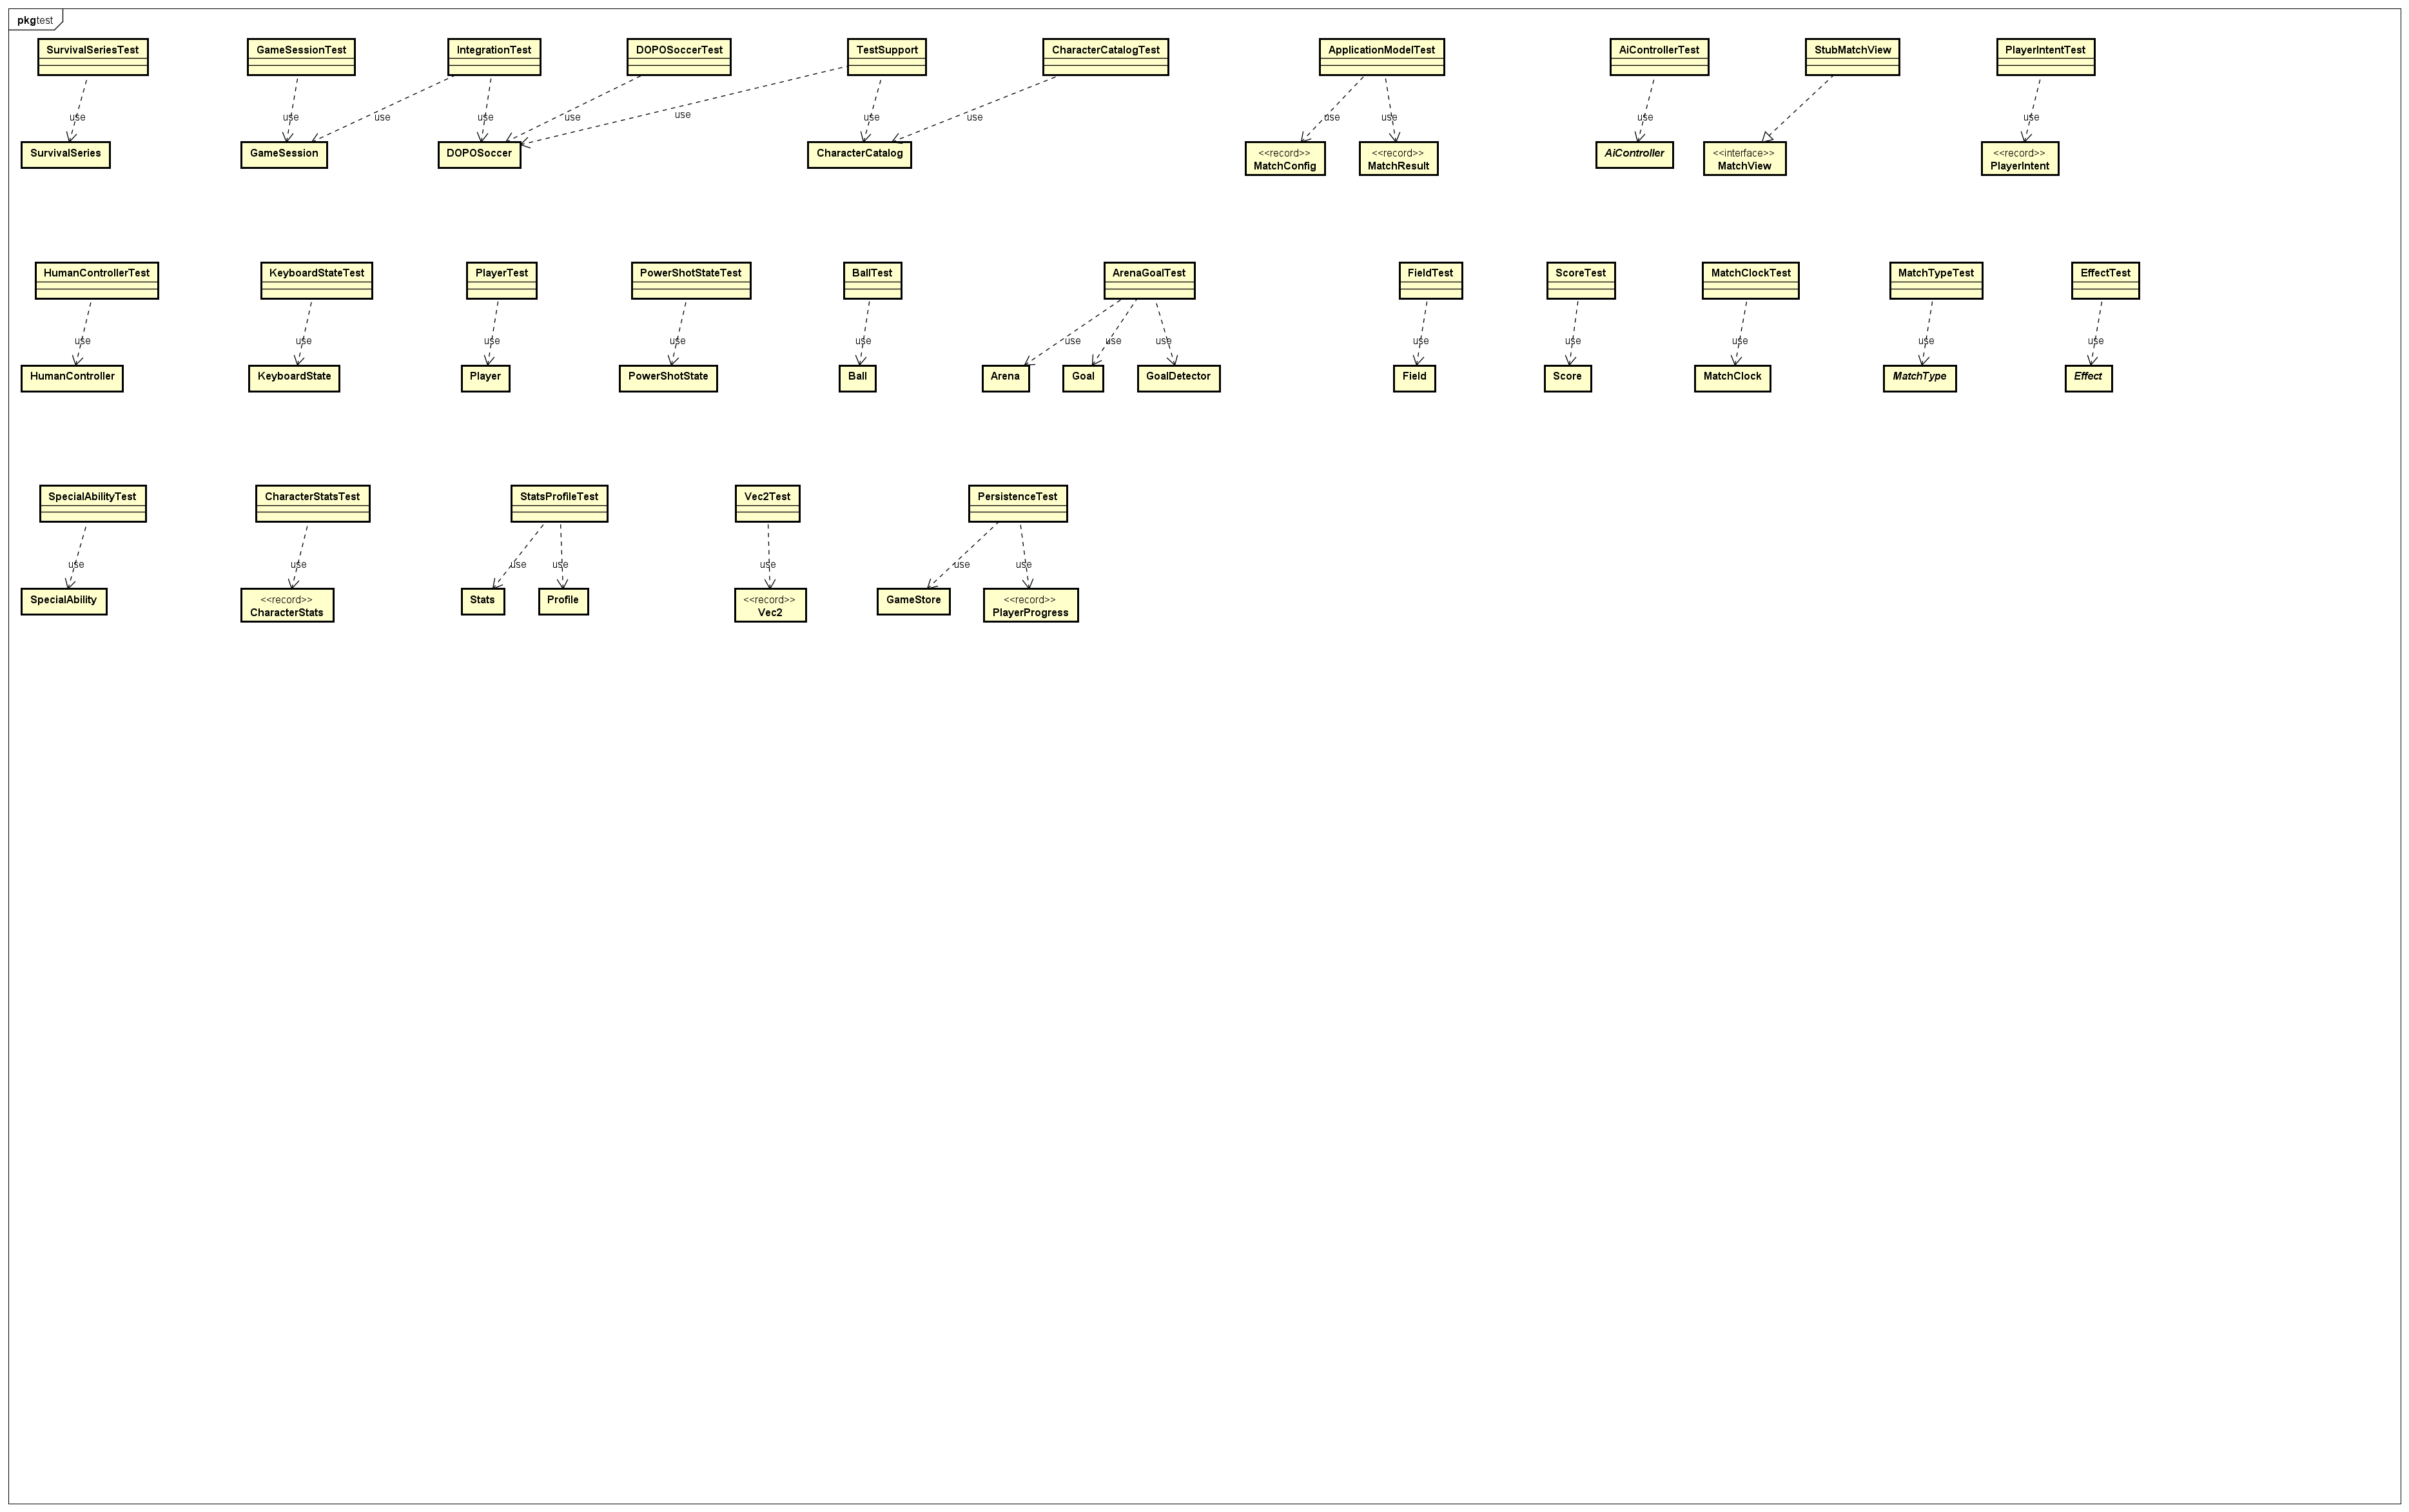 pkg test
SurvivalSeriesTest
GameSessionTest
IntegrationTest
DOPOSoccerTest
TestSupport
CharacterCatalogTest
ApplicationModelTest
AiControllerTest
StubMatchView
PlayerIntentTest
use
use
use
use
use
use
use
use
use
use
use
use
SurvivalSeries
GameSession
DOPOSoccer
CharacterCatalog
<<record>>
MatchConfig
<<record>>
MatchResult
AiController
<<interface>>
MatchView
<<record>>
PlayerIntent
HumanControllerTest
KeyboardStateTest
PlayerTest
PowerShotStateTest
BallTest
ArenaGoalTest
FieldTest
ScoreTest
MatchClockTest
MatchTypeTest
EffectTest
use
use
use
use
use
use
use
use
use
use
use
use
use
HumanController
KeyboardState
Player
PowerShotState
Ball
Arena
Goal
GoalDetector
Field
Score
MatchClock
MatchType
Effect
SpecialAbilityTest
CharacterStatsTest
StatsProfileTest
Vec2Test
PersistenceTest
use
use
use
use
use
use
use
SpecialAbility
<<record>>
CharacterStats
Stats
Profile
<<record>>
Vec2
GameStore
<<record>>
PlayerProgress